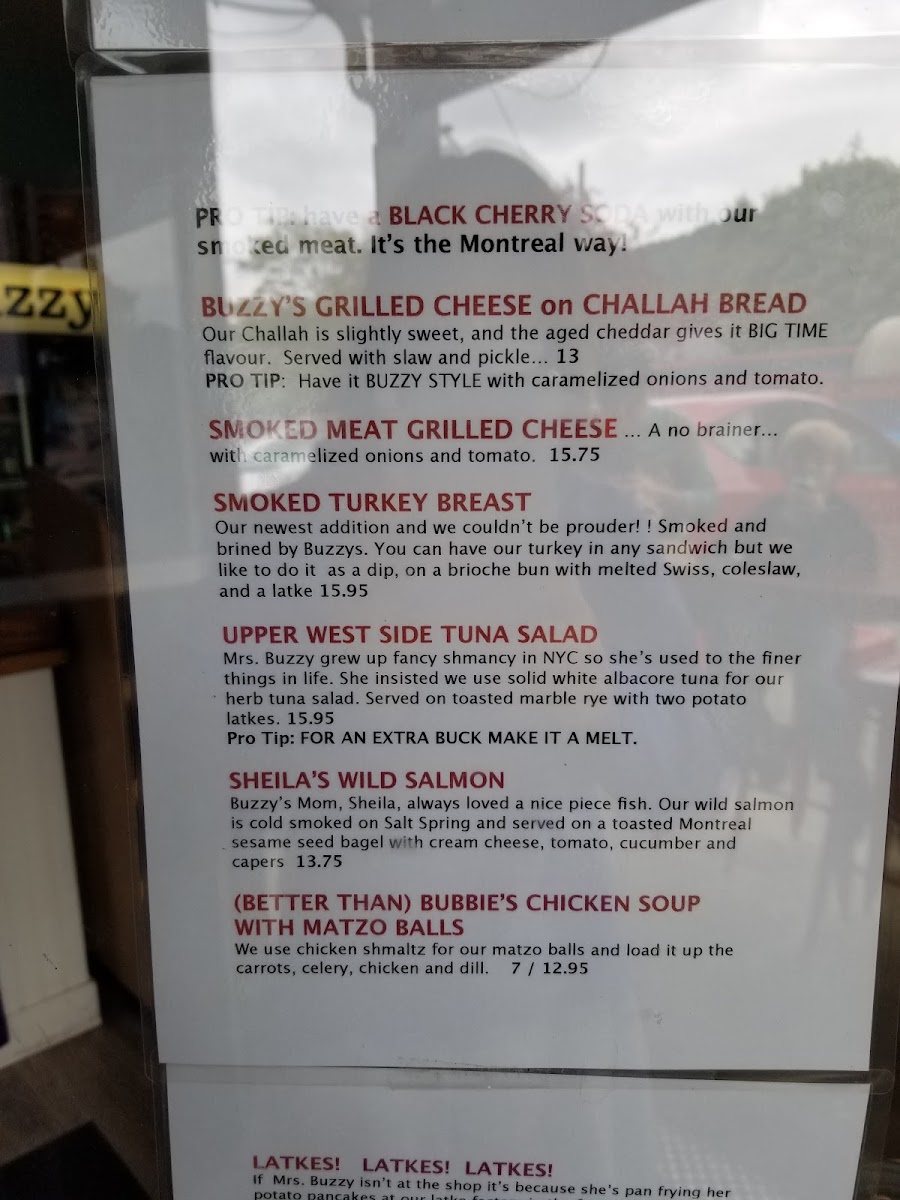 PRO TIP: have a BLACK CHERRY SODA with our
smoked meat. It's the Montreal way!
uzzy
BUZZY'S GRILLED CHEESE on CHALLAH BREAD
Our Challah is slightly sweet, and the aged cheddar gives it BIG TIME
flavour. Served with slaw and pickle... 13
PRO TIP: Have it BUZZY STYLE with caramelized onions and tomato.
SMOKED MEAT GRILLED CHEESE ... A no brainer...
with caramelized onions and tomato. 15.75
SMOKED TURKEY BREAST
Our newest addition and we couldn't be prouder! ! Smoked and
brined by Buzzys. You can have our turkey in any sandwich but we
like to do it as a dip, on a brioche bun with melted Swiss, coleslaw,
and a latke 15.95
UPPER WEST SIDE TUNA SALAD
Mrs. Buzzy grew up fancy shmancy in NYC so she's used to the finer
things in life. She insisted we use solid white albacore tuna for our
herb tuna salad. Served on toasted marble rye with two potato
latkes. 15.95
Pro Tip: FOR AN EXTRA BUCK MAKE IT A MELT.
SHEILA'S WILD SALMON
Buzzy's Mom, Sheila, always loved a nice piece fish. Our wild salmon
is cold smoked on Salt Spring and served on a toasted Montreal
sesame seed bagel with cream cheese, tomato, cucumber and
capers 13.75
(BETTER THAN) BUBBIE'S CHICKEN SOUP
WITH MATZO BALLS
We use chicken shmaltz for our matzo balls and load it up the
carrots, celery, chicken and dill. 7 / 12.95
LATKES! LATKES! LATKES!
If Mrs. Buzzy isn't at the shop it's because she's pan frying her
potato pancakes at our latke